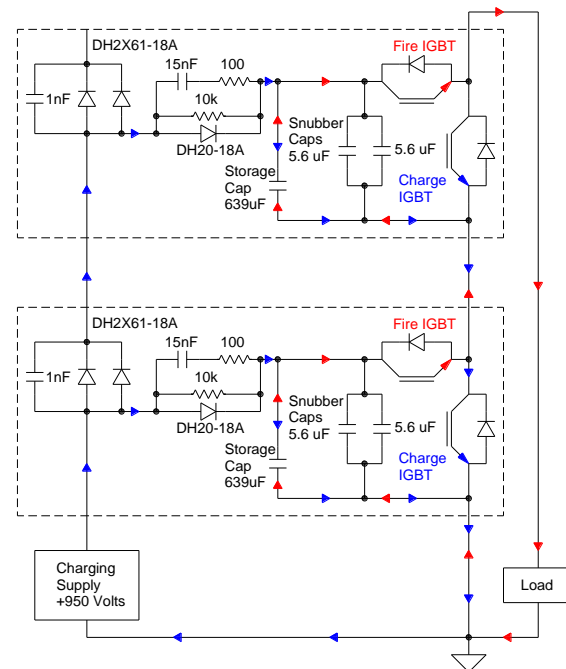 DH2X61-18A
15nF
100
Fire IGBT
1nF
10k
DH20-18A
Snubber
Caps
5.6 uF
5.6 uF
Storage
Cap
639uF
Charge
IGBT
DH2X61-18A
15nF
100
Fire IGBT
1nF
10k
DH20-18A
Snubber
Caps
5.6 uF
5.6 uF
Storage
Cap
639uF
Charge
IGBT
Charging
Supply
+950 Volts
Load